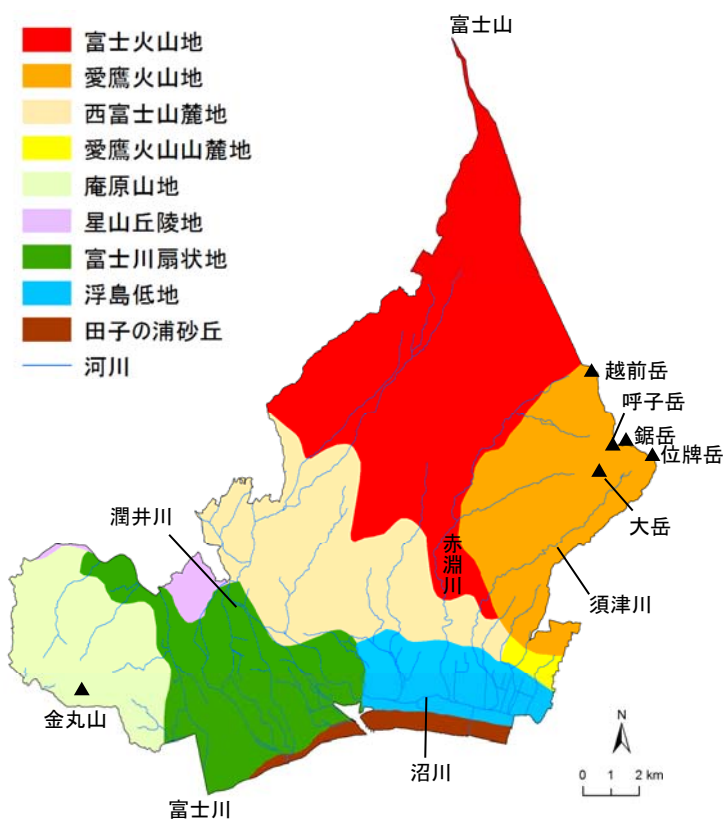 富士山
富士火山地
愛鷹火山地
西富士山麓地
愛鷹火山山麓地
庵原山地
星山丘陵地
富士川扇状地
浮島低地
田子の浦砂丘
河川
越前岳
呼子岳
鋸岳
位牌岳
大岳
潤井川
赤淵川
須津川
金丸山
沼川
富士川
N
0 1 2 km